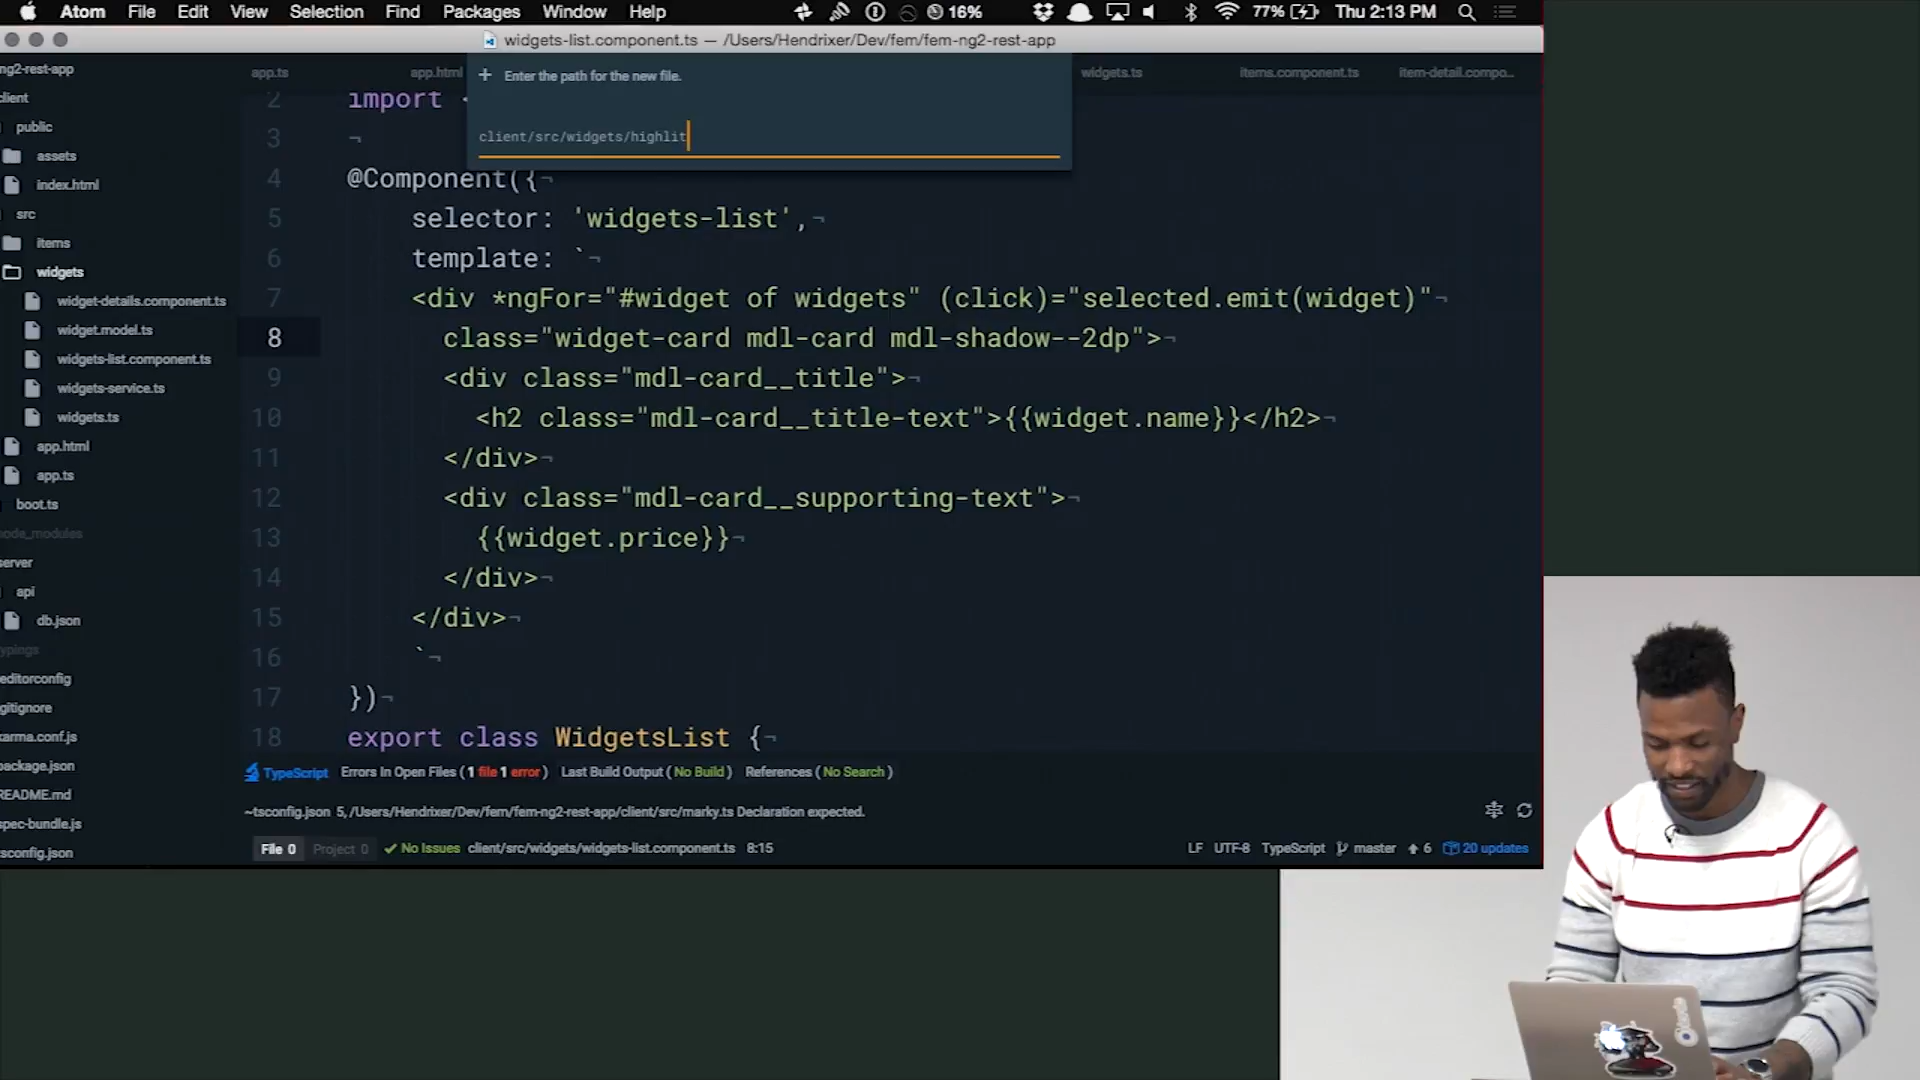 Atom File Edit View Selection Find Packages Window Help 16% 77% Thu 2:13 PM
widgets-list.component.ts — /Users/Hendrixer/Dev/fem/fem-ng2-rest-app
ng2-rest-app
client
public
assets
index.html
src
items
widgets
widget-details.component.ts
widget.model.ts
widgets-list.component.ts
widgets-service.ts
widgets.ts
app.html
app.ts
boot.ts
node_modules
server
api
db.json
typings
editorconfig
gitignore
karma.conf.js
package.json
README.md
spec-bundle.js
tsconfig.json
app.ts app.html widgets.ts items.component.ts item-detail.compo...
+ Enter the path for the new file.
client/src/widgets/highlit
2 import
3 ¬
4 @Component({¬
5 selector: 'widgets-list',¬
6 template: `¬
7 <div *ngFor="#widget of widgets" (click)="selected.emit(widget)"¬
8 class="widget-card mdl-card mdl-shadow--2dp">¬
9 <div class="mdl-card__title">¬
10 <h2 class="mdl-card__title-text">{{widget.name}}</h2>¬
11 </div>¬
12 <div class="mdl-card__supporting-text">¬
13 {{widget.price}}¬
14 </div>¬
15 </div>¬
16 `¬
17 })¬
18 export class WidgetsList {¬
TypeScript Errors In Open Files ( 1 file 1 error ) Last Build Output ( No Build ) References ( No Search )
~tsconfig.json 5, /Users/Hendrixer/Dev/fem/fem-ng2-rest-app/client/src/marky.ts Declaration expected.
File 0 Project 0 No Issues client/src/widgets/widgets-list.component.ts 8:15 LF UTF-8 TypeScript master 6 20 updates